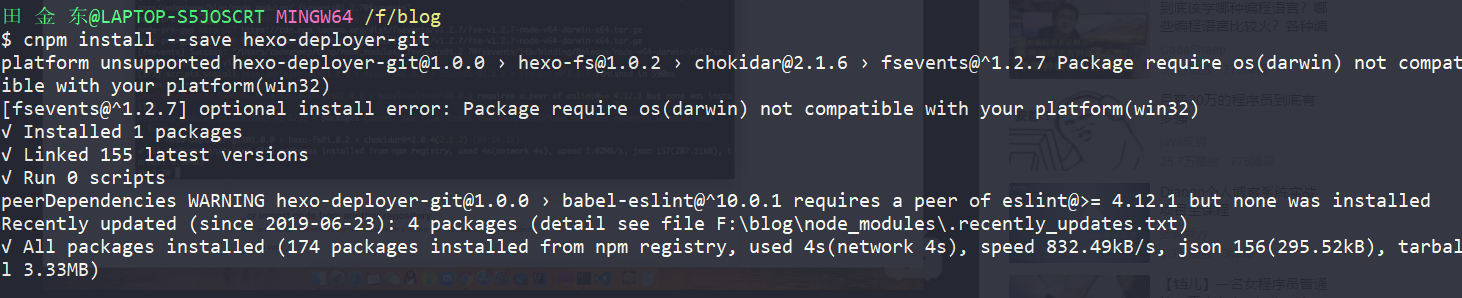 田 金 东@LAPTOP-S5JOSCRT MINGW64 /f/blog
$ cnpm install --save hexo-deployer-git
platform unsupported hexo-deployer-git@1.0.0 › hexo-fs@1.0.2 › chokidar@2.1.6 › fsevents@^1.2.7 Package require os(darwin) not compat
ible with your platform(win32)
[fsevents@^1.2.7] optional install error: Package require os(darwin) not compatible with your platform(win32)
√ Installed 1 packages
√ Linked 155 latest versions
√ Run 0 scripts
peerDependencies WARNING hexo-deployer-git@1.0.0 › babel-eslint@^10.0.1 requires a peer of eslint@>= 4.12.1 but none was installed
Recently updated (since 2019-06-23): 4 packages (detail see file F:\blog\node_modules\.recently_updates.txt)
√ All packages installed (174 packages installed from npm registry, used 4s(network 4s), speed 832.49kB/s, json 156(295.52kB), tarbal
l 3.33MB)